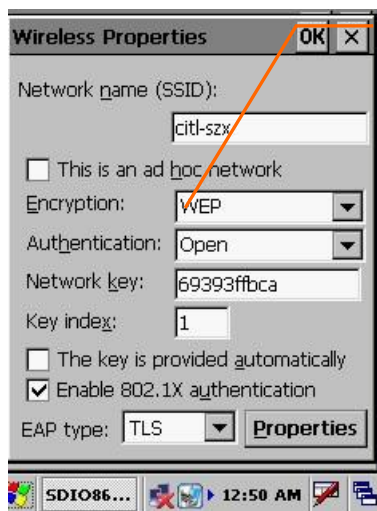 Wireless Properties OK ×
Network name (SSID):
citl-szx
This is an ad hoc network
Encryption: WEP
Authentication: Open
Network key: 69393ffbca
Key index: 1
The key is provided automatically
Enable 802.1X authentication
EAP type: TLS Properties
SDIO86... 12:50 AM